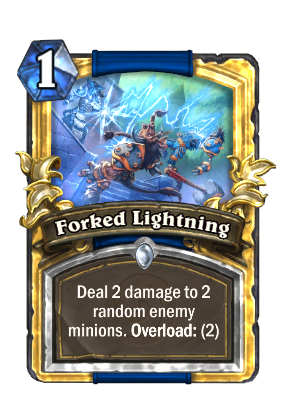 1
Forked Lightning
Deal 2 damage to 2
random enemy
minions. Overload: (2)